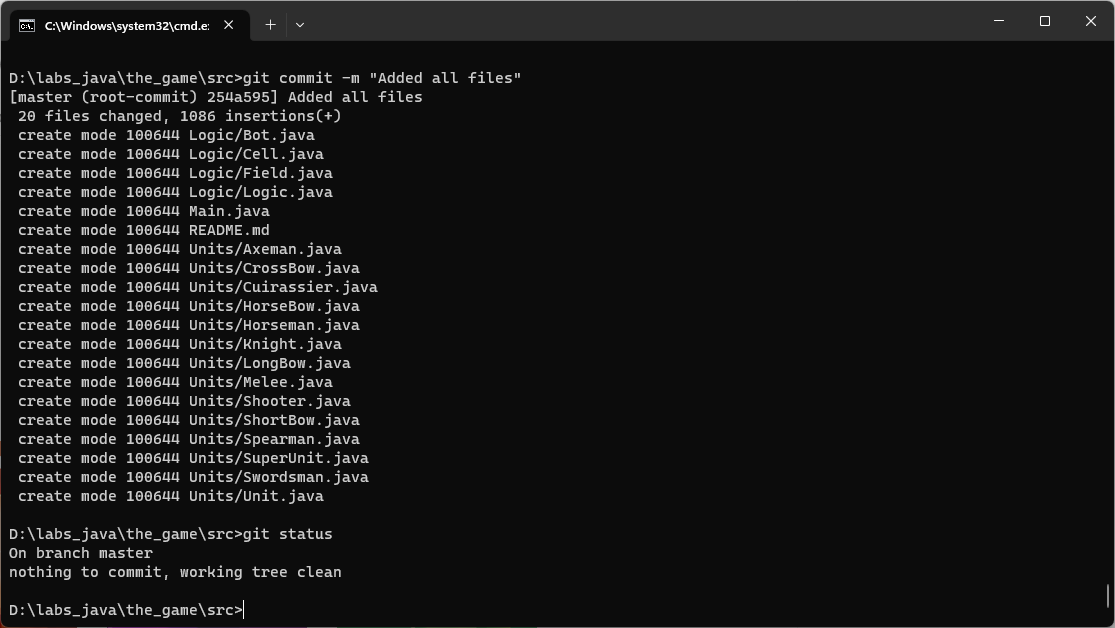 C:\Windows\system32\cmd.e:
D:\labs_java\the_game\src>git commit -m "Added all files"
[master (root-commit) 254a595] Added all files
 20 files changed, 1086 insertions(+)
 create mode 100644 Logic/Bot.java
 create mode 100644 Logic/Cell.java
 create mode 100644 Logic/Field.java
 create mode 100644 Logic/Logic.java
 create mode 100644 Main.java
 create mode 100644 README.md
 create mode 100644 Units/Axeman.java
 create mode 100644 Units/CrossBow.java
 create mode 100644 Units/Cuirassier.java
 create mode 100644 Units/HorseBow.java
 create mode 100644 Units/Horseman.java
 create mode 100644 Units/Knight.java
 create mode 100644 Units/LongBow.java
 create mode 100644 Units/Melee.java
 create mode 100644 Units/Shooter.java
 create mode 100644 Units/ShortBow.java
 create mode 100644 Units/Spearman.java
 create mode 100644 Units/SuperUnit.java
 create mode 100644 Units/Swordsman.java
 create mode 100644 Units/Unit.java
D:\labs_java\the_game\src>git status
On branch master
nothing to commit, working tree clean
D:\labs_java\the_game\src>